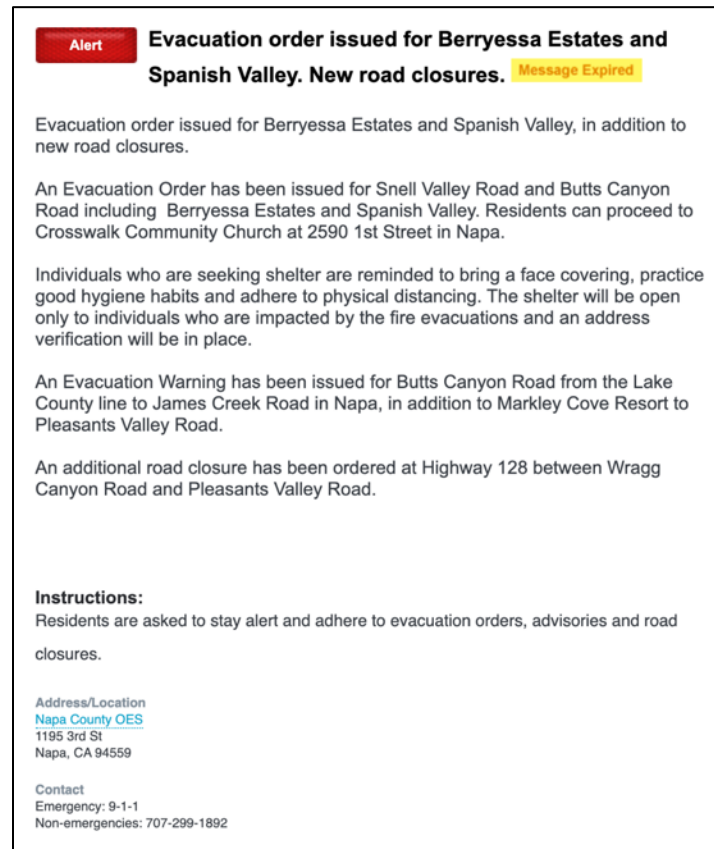 Alert
Evacuation order issued for Berryessa Estates and
Spanish Valley. New road closures. Message Expired
Evacuation order issued for Berryessa Estates and Spanish Valley, in addition to
new road closures.
An Evacuation Order has been issued for Snell Valley Road and Butts Canyon
Road including  Berryessa Estates and Spanish Valley. Residents can proceed to
Crosswalk Community Church at 2590 1st Street in Napa.
Individuals who are seeking shelter are reminded to bring a face covering, practice
good hygiene habits and adhere to physical distancing. The shelter will be open
only to individuals who are impacted by the fire evacuations and an address
verification will be in place.
An Evacuation Warning has been issued for Butts Canyon Road from the Lake
County line to James Creek Road in Napa, in addition to Markley Cove Resort to
Pleasants Valley Road.
An additional road closure has been ordered at Highway 128 between Wragg
Canyon Road and Pleasants Valley Road.
Instructions:
Residents are asked to stay alert and adhere to evacuation orders, advisories and road
closures.
Address/Location
Napa County OES
1195 3rd St
Napa, CA 94559
Contact
Emergency: 9-1-1
Non-emergencies: 707-299-1892